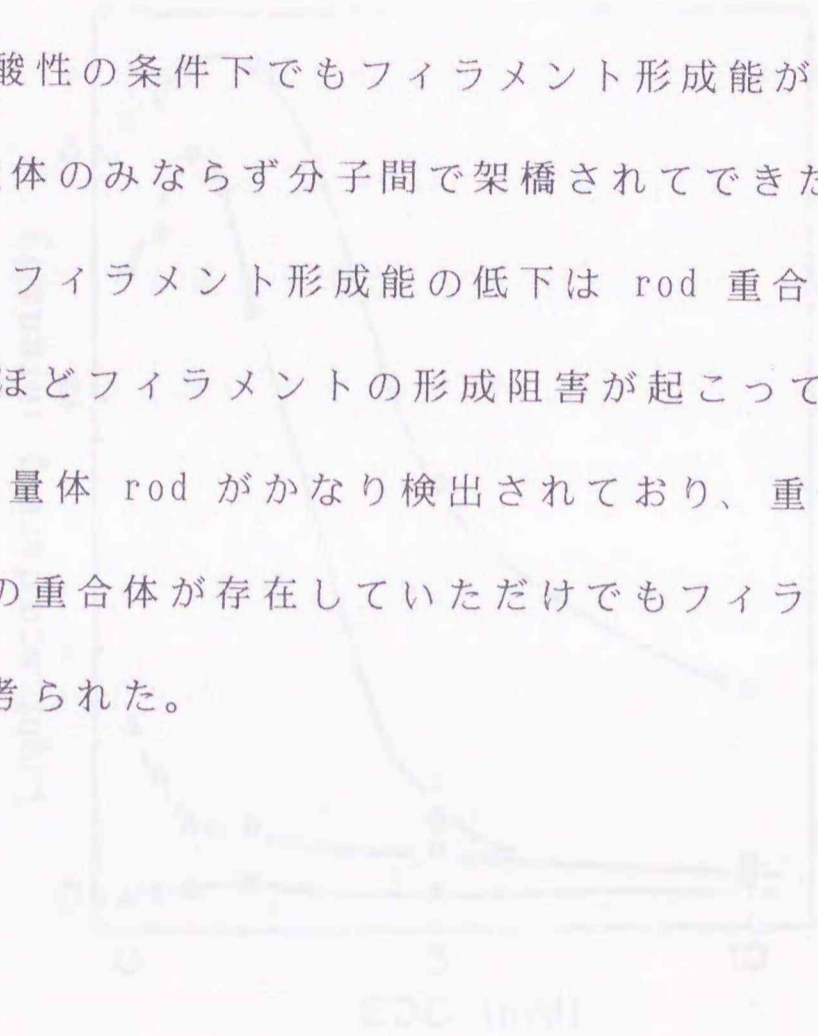 酸性の条件下でもフィラメント形成能が
体のみならず分子間で架橋されてできた
フィラメント形成能の低下は rod 重合
ほどフィラメントの形成阻害が起こって
量体 rod がかなり検出されており、重
の重合体が存在していただけでもフィラ
考られた。